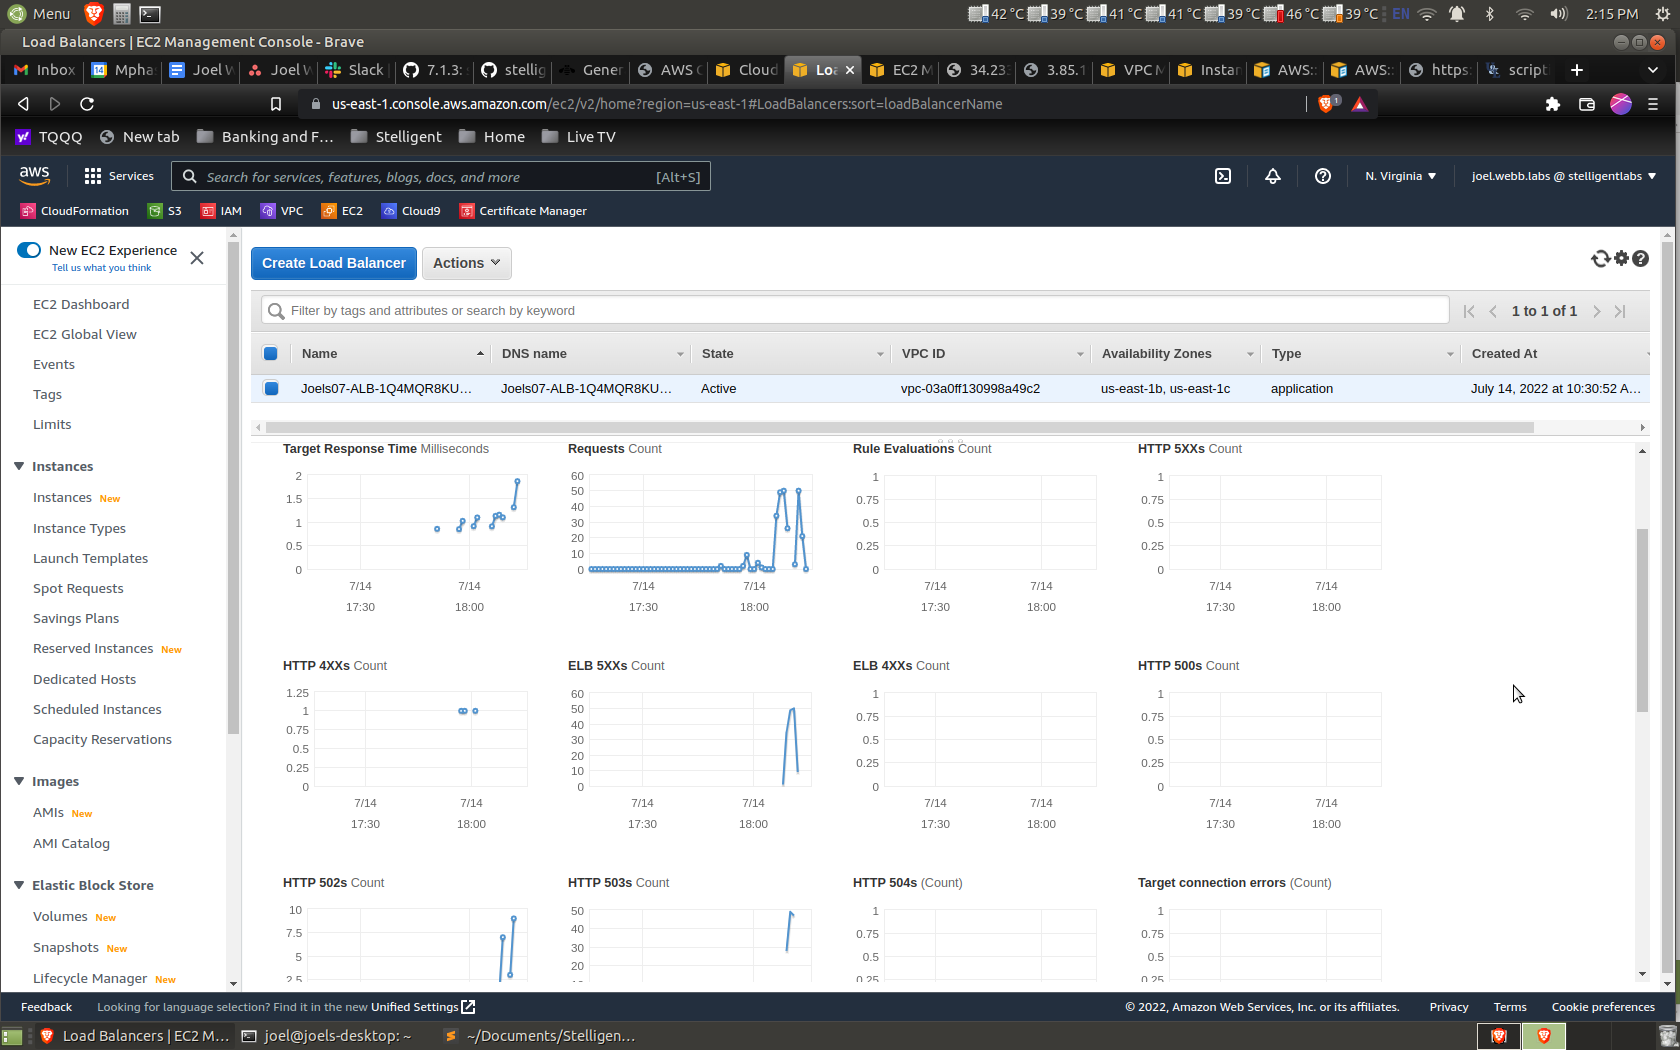 Menu
42 °C 39 °C 41 °C 41 °C 39 °C 46 °C 39 °C EN 2:15 PM
Load Balancers | EC2 Management Console - Brave
Inbox Mpha Joel W Joel W Slack 7.1.3: stellig Gener AWS C Cloud Loa EC2 M 34.23 3.85.1 VPC M Instan AWS:: AWS:: https: script
us-east-1.console.aws.amazon.com/ec2/v2/home?region=us-east-1#LoadBalancers:sort=loadBalancerName 1
TQQQ New tab Banking and F... Stelligent Home Live TV
aws Services Search for services, features, blogs, docs, and more [Alt+S] N. Virginia joel.webb.labs @ stelligentlabs
CloudFormation S3 IAM VPC EC2 Cloud9 Certificate Manager
New EC2 Experience
Tell us what you think
EC2 Dashboard
EC2 Global View
Events
Tags
Limits
Instances
Instances New
Instance Types
Launch Templates
Spot Requests
Savings Plans
Reserved Instances New
Dedicated Hosts
Scheduled Instances
Capacity Reservations
Images
AMIs New
AMI Catalog
Elastic Block Store
Volumes New
Snapshots New
Lifecycle Manager New
Create Load Balancer Actions
Filter by tags and attributes or search by keyword 1 to 1 of 1
Name DNS name State VPC ID Availability Zones Type Created At
Joels07-ALB-1Q4MQR8KU... Joels07-ALB-1Q4MQR8KU... Active vpc-03a0ff130998a49c2 us-east-1b, us-east-1c application July 14, 2022 at 10:30:52 A...
Target Response Time Milliseconds
2
1.5
1
0.5
0
7/14 7/14
17:30 18:00
Requests Count
60
50
40
30
20
10
0
7/14 7/14
17:30 18:00
Rule Evaluations Count
1
0.75
0.5
0.25
0
7/14 7/14
17:30 18:00
HTTP 5XXs Count
1
0.75
0.5
0.25
0
7/14 7/14
17:30 18:00
HTTP 4XXs Count
1.25
1
0.75
0.5
0.25
0
7/14 7/14
17:30 18:00
ELB 5XXs Count
60
50
40
30
20
10
0
7/14 7/14
17:30 18:00
ELB 4XXs Count
1
0.75
0.5
0.25
0
7/14 7/14
17:30 18:00
HTTP 500s Count
1
0.75
0.5
0.25
0
7/14 7/14
17:30 18:00
HTTP 502s Count
10
7.5
5
2.5
HTTP 503s Count
50
40
30
20
HTTP 504s (Count)
1
0.75
0.5
0.25
Target connection errors (Count)
1
0.75
0.5
0.25
Feedback Looking for language selection? Find it in the new Unified Settings © 2022, Amazon Web Services, Inc. or its affiliates. Privacy Terms Cookie preferences
Load Balancers | EC2 M... joel@joels-desktop: ~ ~/Documents/Stelligen...